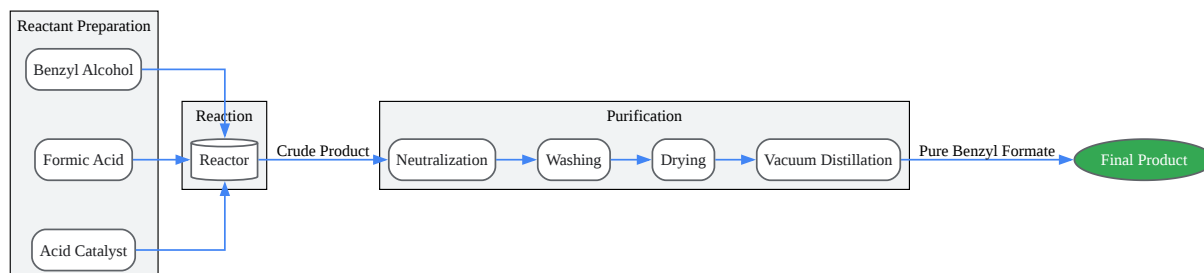 Reactant Preparation
Benzyl Alcohol
Formic Acid
Acid Catalyst
Reaction
Reactor
Crude Product
Purification
Neutralization
Washing
Drying
Vacuum Distillation
Pure Benzyl Formate
Final Product